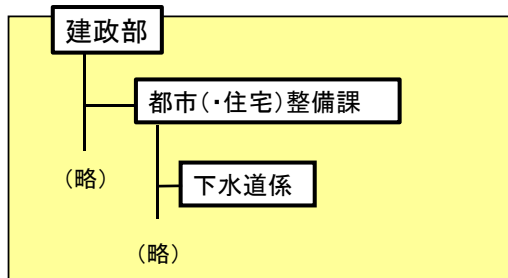 建政部
都市(・住宅)整備課
(略)
下水道係
(略)